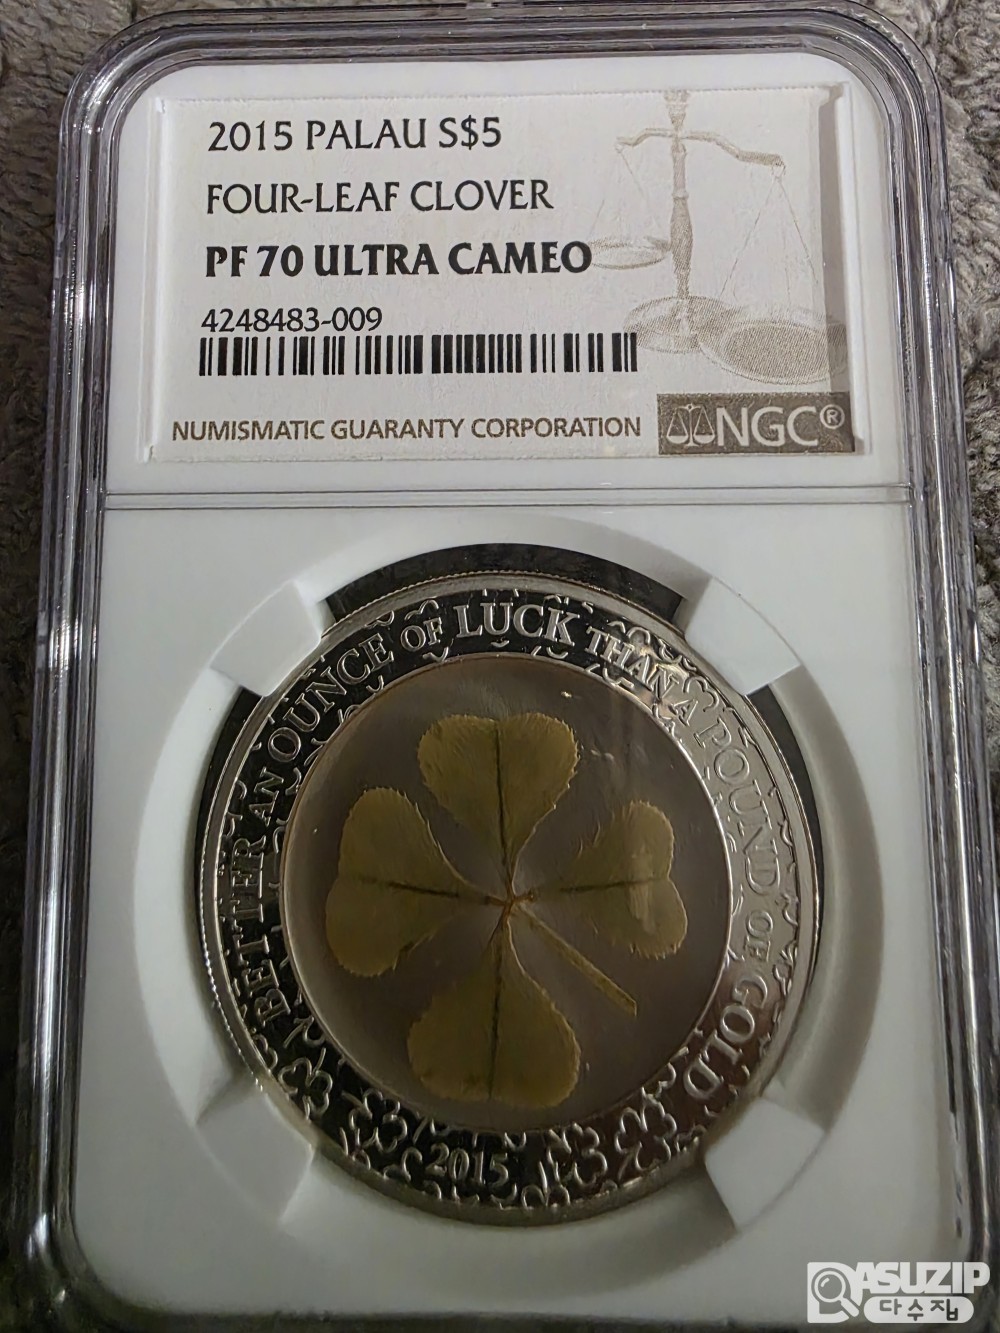 2015 PALAU S$5
FOUR-LEAF CLOVER
PF 70 ULTRA CAMEO
4248483-009
NUMISMATIC GUARANTY CORPORATION
NGC®
BETTER AN OUNCE OF LUCK THAN A POUND OF GOLD
2015
DASUZIP
다수집